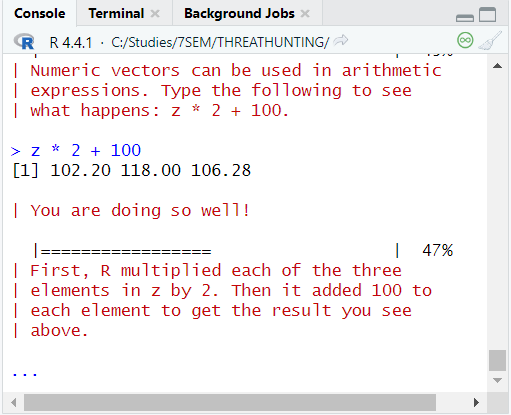 Console Terminal × Background Jobs ×
R R 4.4.1 · C:/Studies/7SEM/THREATHUNTING/
| Numeric vectors can be used in arithmetic
| expressions. Type the following to see
| what happens: z * 2 + 100.
> z * 2 + 100
[1] 102.20 118.00 106.28
| You are doing so well!
|================= | 47%
| First, R multiplied each of the three
| elements in z by 2. Then it added 100 to
| each element to get the result you see
| above.
...